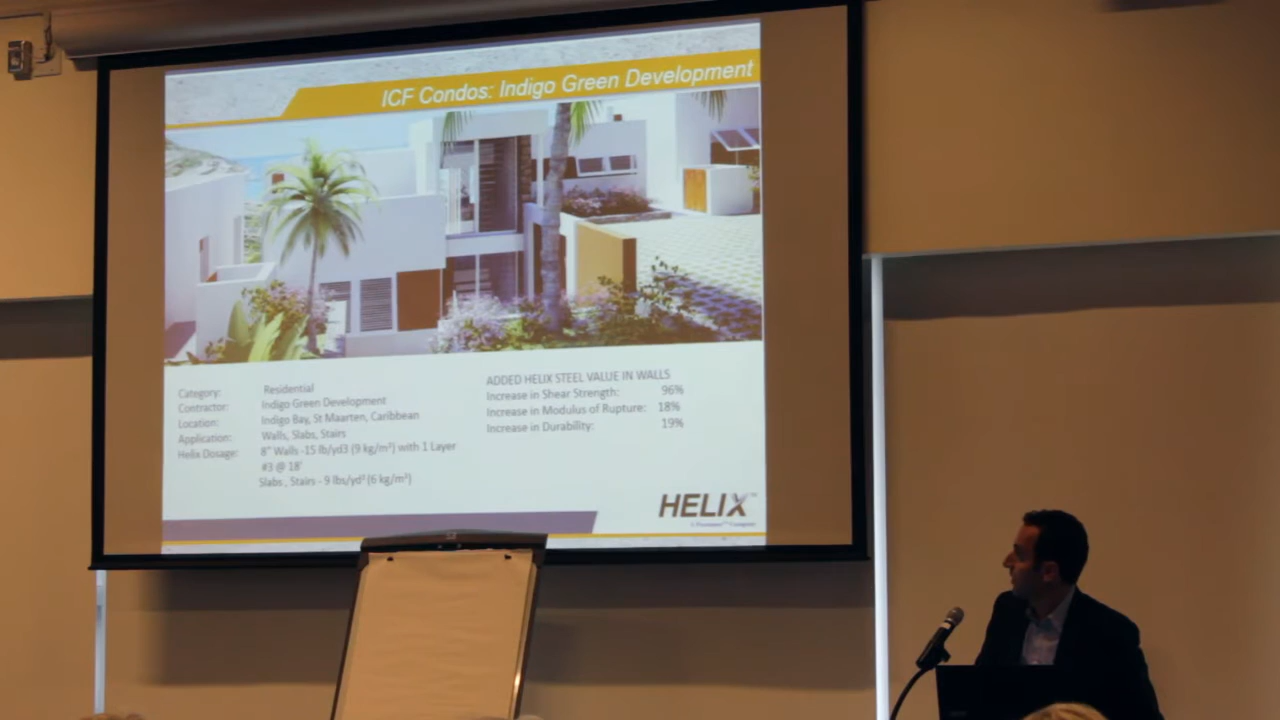 ICF Condos: Indigo Green Development
Category: Residential
Contractor: Indigo Green Development
Location: Indigo Bay, St Maarten, Caribbean
Application: Walls, Slabs, Stairs
Helix Dosage: 8" Walls -15 lb/yd3 (9 kg/m³) with 1 Layer
#3 @ 18'
Slabs , Stairs - 9 lbs/yd³ (6 kg/m³)
ADDED HELIX STEEL VALUE IN WALLS
Increase in Shear Strength: 96%
Increase in Modulus of Rupture: 18%
Increase in Durability: 19%
HELIX™
Company